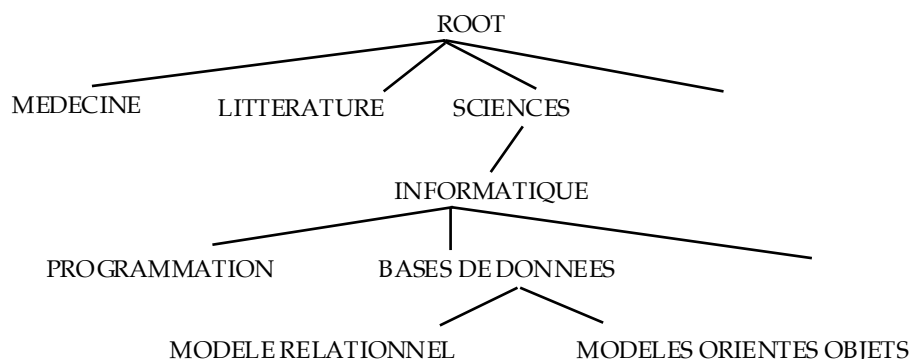 ROOT
MEDECINE LITTERATURE SCIENCES
INFORMATIQUE
PROGRAMMATION BASES DE DONNEES
MODELE RELATIONNEL MODELES ORIENTES OBJETS